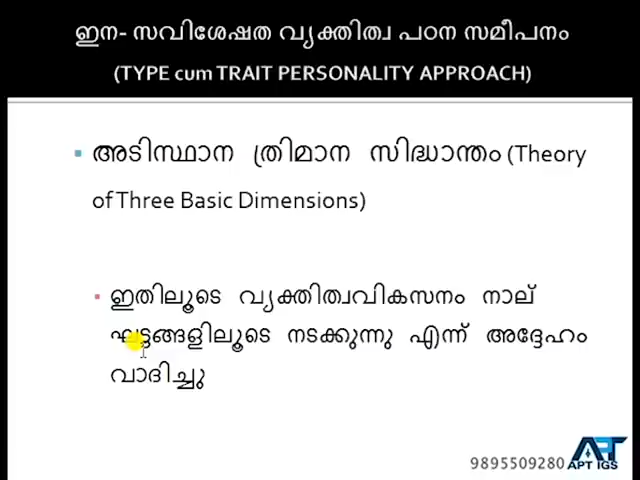 ഇന- സവിശേഷത വ്യക്തിത്വ പഠന സമീപനം
(TYPE cum TRAIT PERSONALITY APPROACH)
▪ അടിസ്ഥാന ത്രിമാന സിദ്ധാന്തം (Theory
of Three Basic Dimensions)
▪ ഇതിലൂടെ വ്യക്തിത്വവികസനം നാല്
ഘട്ടങ്ങളിലൂടെ നടക്കുന്നു എന്ന് അദ്ദേഹം
വാദിച്ചു
9895509280 APT IGS